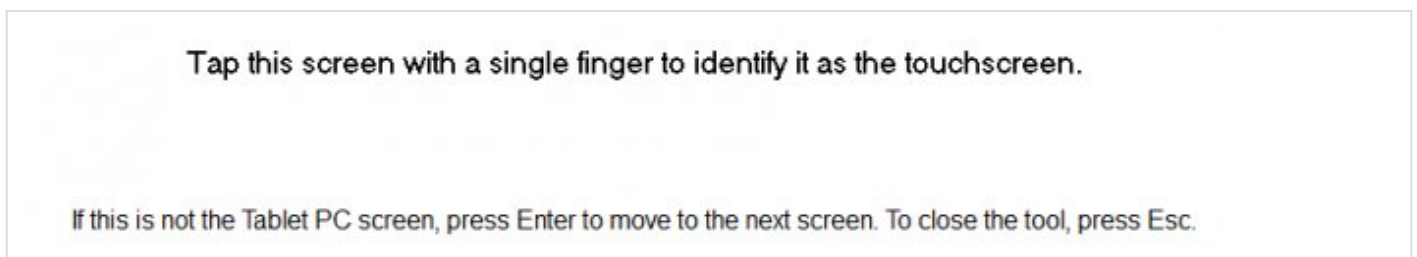 Tap this screen with a single finger to identify it as the touchscreen.
If this is not the Tablet PC screen, press Enter to move to the next screen. To close the tool, press Esc.